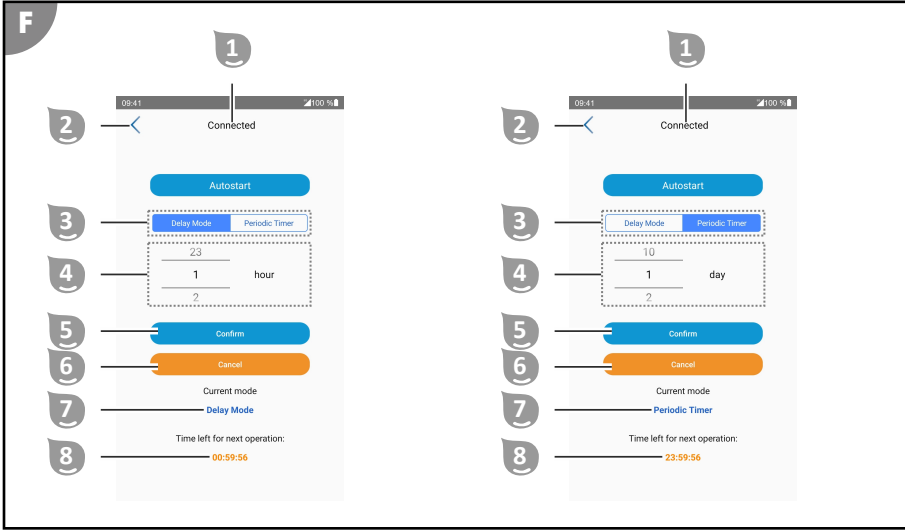 F
1
09:41
100 %
2
Connected
Autostart
3
Delay Mode
Periodic Timer
23
4
1
hour
2
5
Confirm
6
Cancel
Current mode
7
Delay Mode
Time left for next operation:
8
00:59:56
1
09:41
100 %
2
Connected
Autostart
3
Delay Mode
Periodic Timer
10
4
1
day
2
5
Confirm
6
Cancel
Current mode
7
Periodic Timer
Time left for next operation:
8
23:59:56